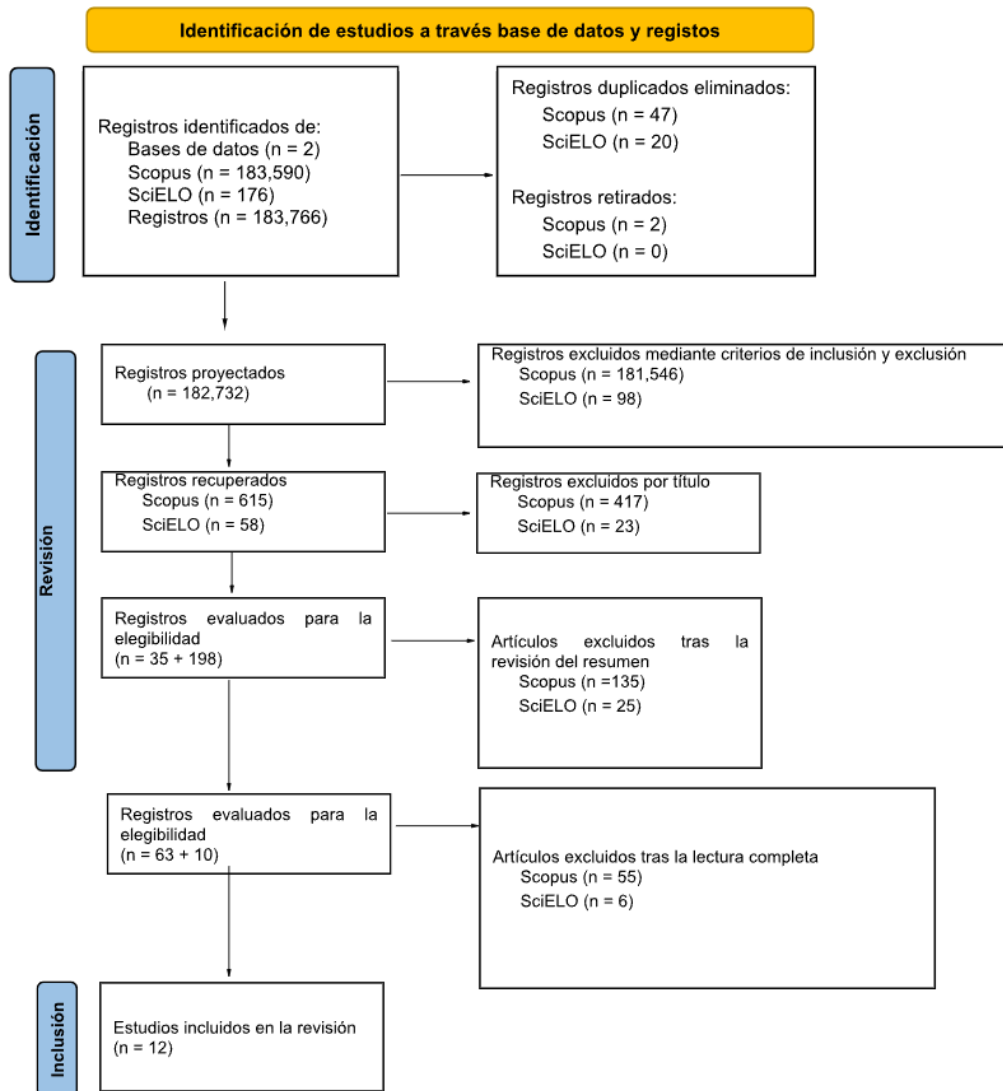 Identificación de estudios a través base de datos y registos
Identificación
Registros identificados de:
Bases de datos (n = 2)
Scopus (n = 183,590)
SciELO (n = 176)
Registros (n = 183,766)
Registros duplicados eliminados:
Scopus (n = 47)
SciELO (n = 20)
Registros retirados:
Scopus (n = 2)
SciELO (n = 0)
Revisión
Registros proyectados
(n = 182,732)
Registros excluidos mediante criterios de inclusión y exclusión
Scopus (n = 181,546)
SciELO (n = 98)
Registros recuperados
Scopus (n = 615)
SciELO (n = 58)
Registros excluidos por título
Scopus (n = 417)
SciELO (n = 23)
Registros evaluados para la
elegibilidad
(n = 35 + 198)
Artículos excluidos tras la
revisión del resumen
Scopus (n =135)
SciELO (n = 25)
Registros evaluados para la
elegibilidad
(n = 63 + 10)
Artículos excluidos tras la lectura completa
Scopus (n = 55)
SciELO (n = 6)
Inclusión
Estudios incluidos en la revisión
(n = 12)